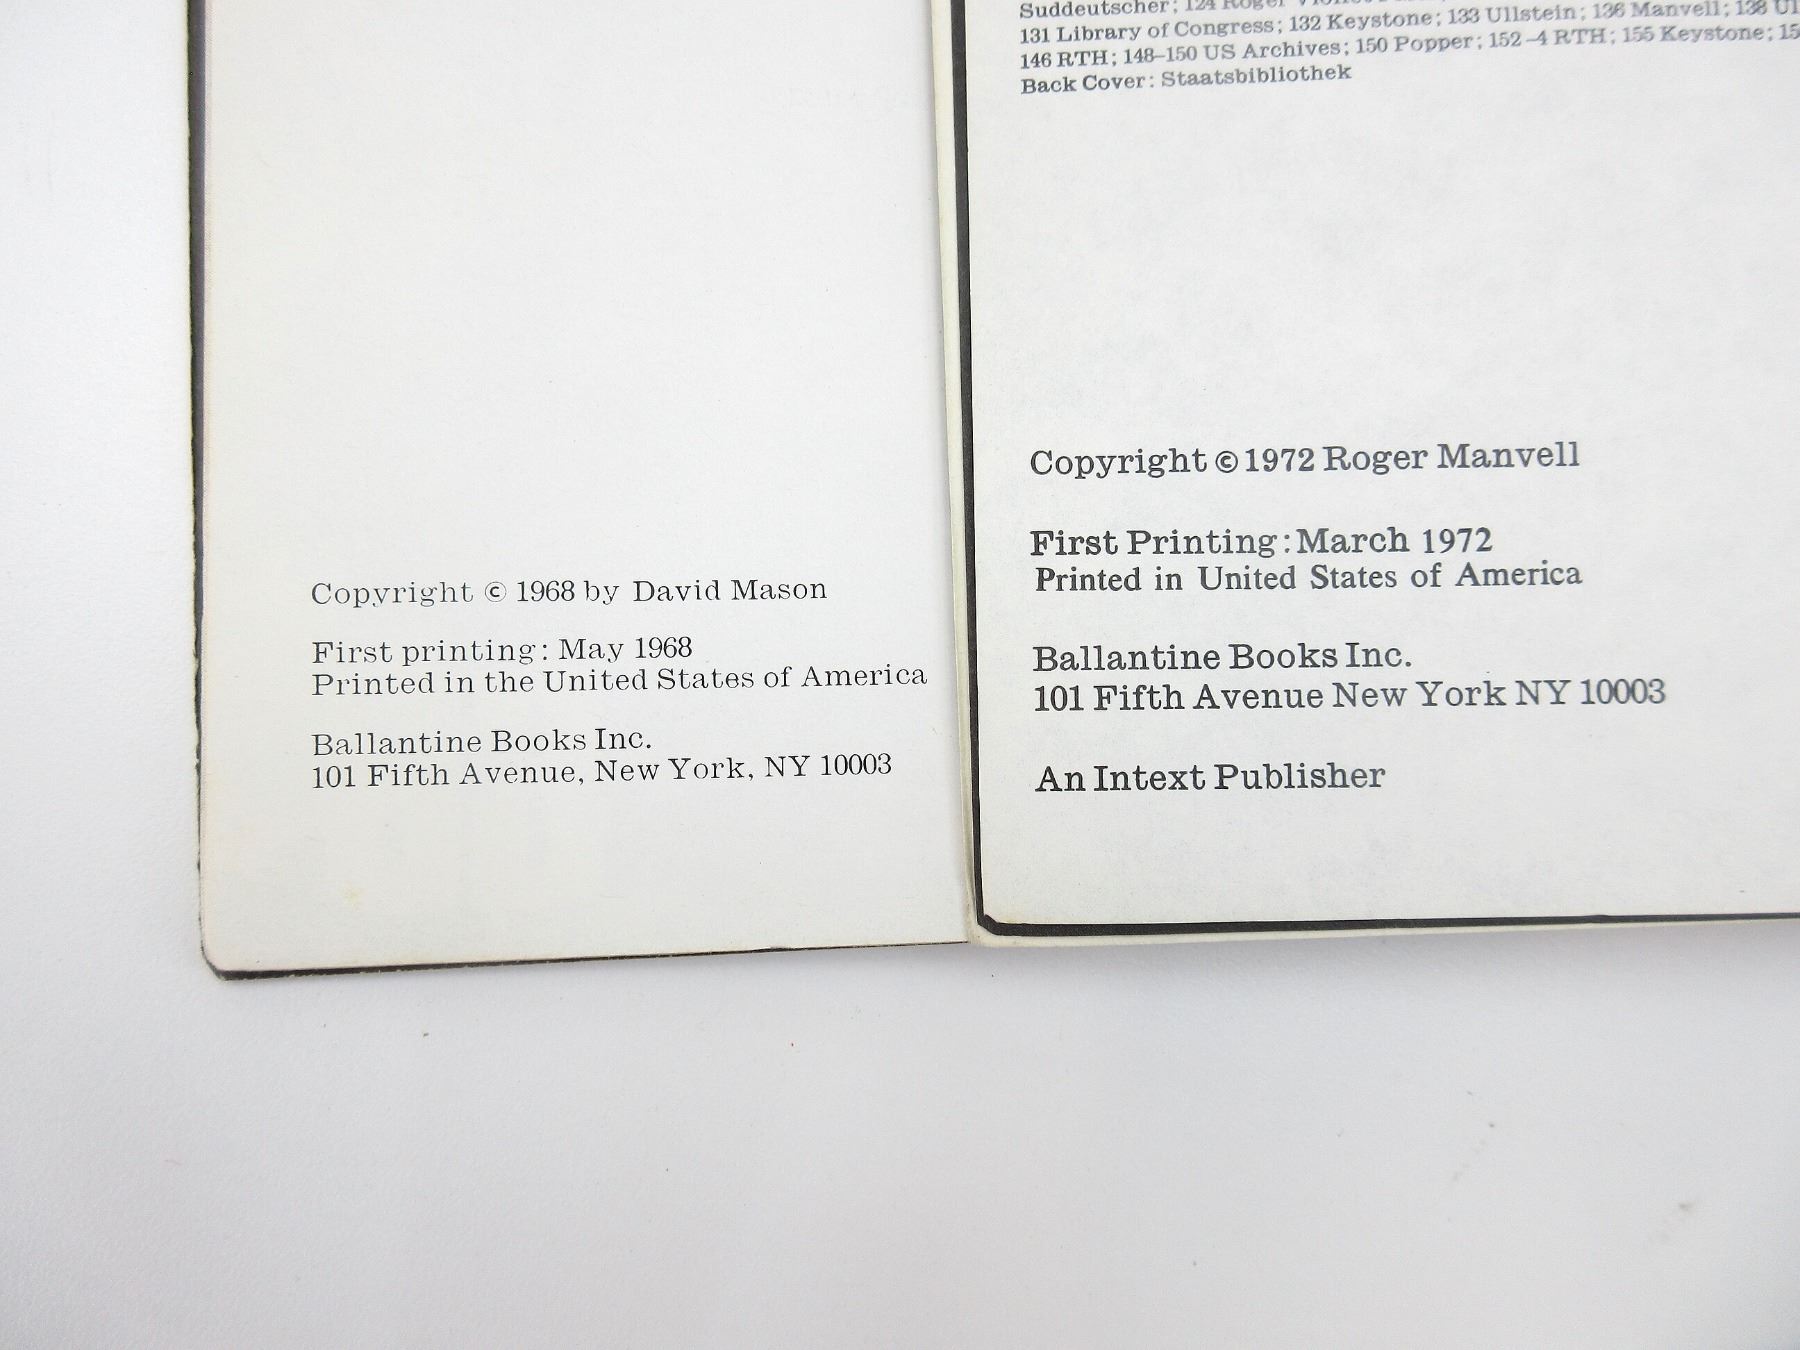 Copyright © 1968 by David Mason
First printing: May 1968
Printed in the United States of America
Ballantine Books Inc.
101 Fifth Avenue, New York, NY 10003
Suddeutscher; 124 Roger
131 Library of Congress; 132 Keystone; 133 Ullstein; 136 Manvell; 138
146 RTH; 148–150 US Archives; 150 Popper; 152–4 RTH; 155 Keystone;
Back Cover: Staatsbibliothek
Copyright © 1972 Roger Manvell
First Printing: March 1972
Printed in United States of America
Ballantine Books Inc.
101 Fifth Avenue New York NY 10003
An Intext Publisher